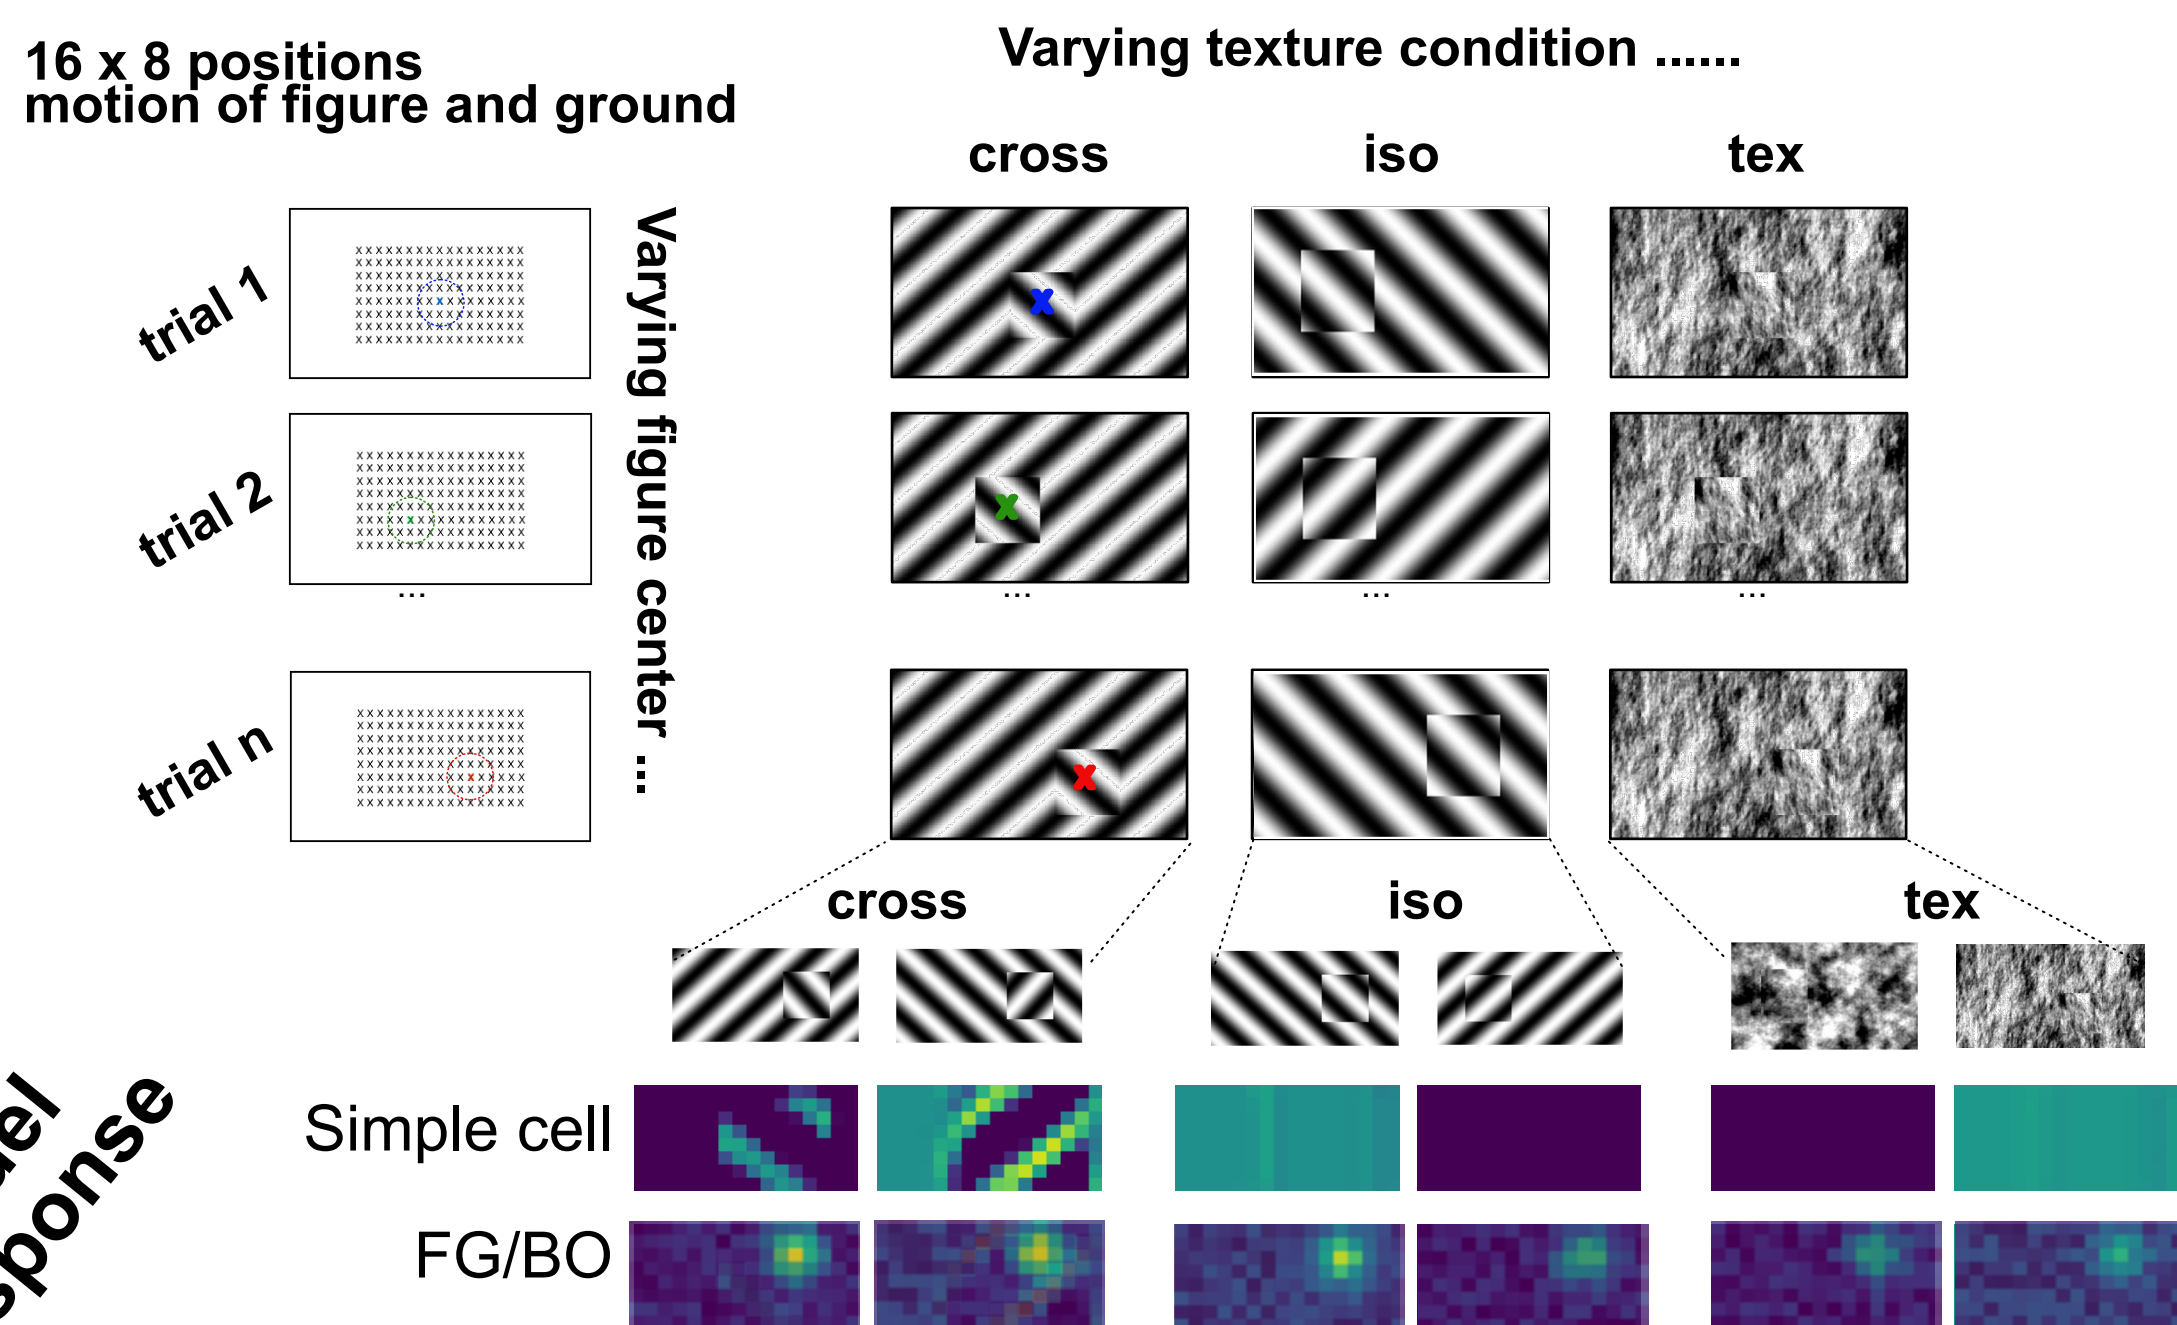 16 x 8 positions
motion of figure and ground
Varying texture condition ......
cross iso tex
trial 1
trial 2
...
trial n
Varying figure center ...
x
x
... ... ...
x
cross iso tex
Simple cell
FG/BO